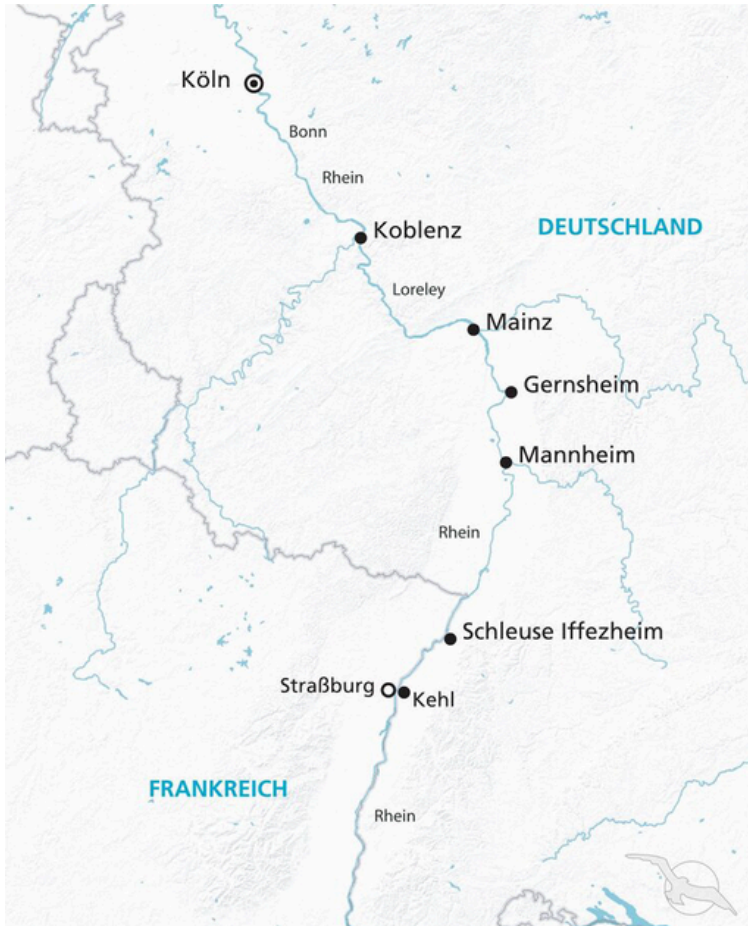 Köln
Bonn
Rhein
Koblenz
DEUTSCHLAND
Loreley
Mainz
Gernsheim
Mannheim
Rhein
Schleuse Iffezheim
Straßburg
Kehl
FRANKREICH
Rhein